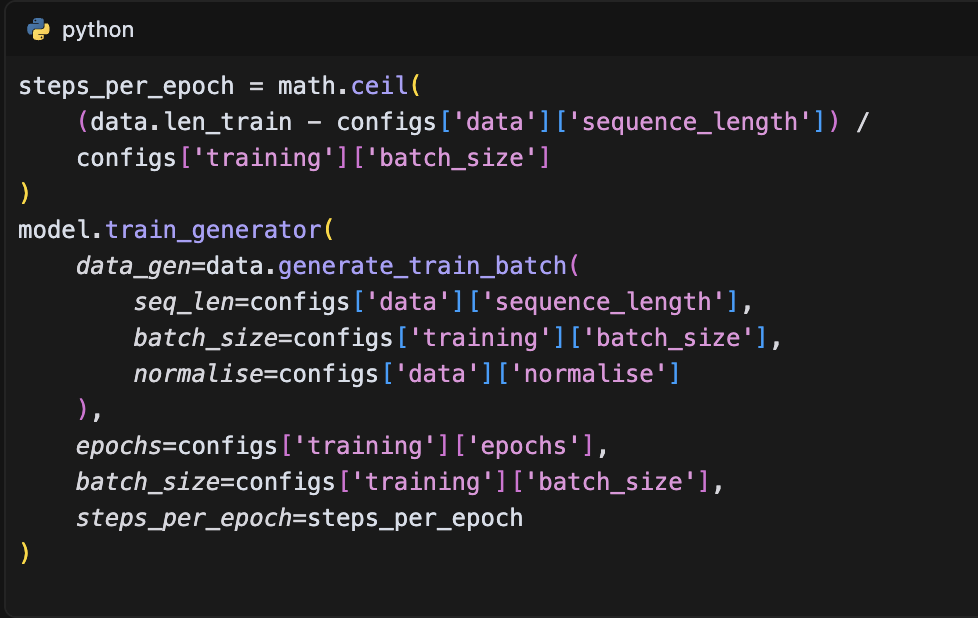 python
steps_per_epoch = math.ceil(
    (data.len_train - configs['data']['sequence_length']) /
    configs['training']['batch_size']
)
model.train_generator(
    data_gen=data.generate_train_batch(
        seq_len=configs['data']['sequence_length'],
        batch_size=configs['training']['batch_size'],
        normalise=configs['data']['normalise']
    ),
    epochs=configs['training']['epochs'],
    batch_size=configs['training']['batch_size'],
    steps_per_epoch=steps_per_epoch
)